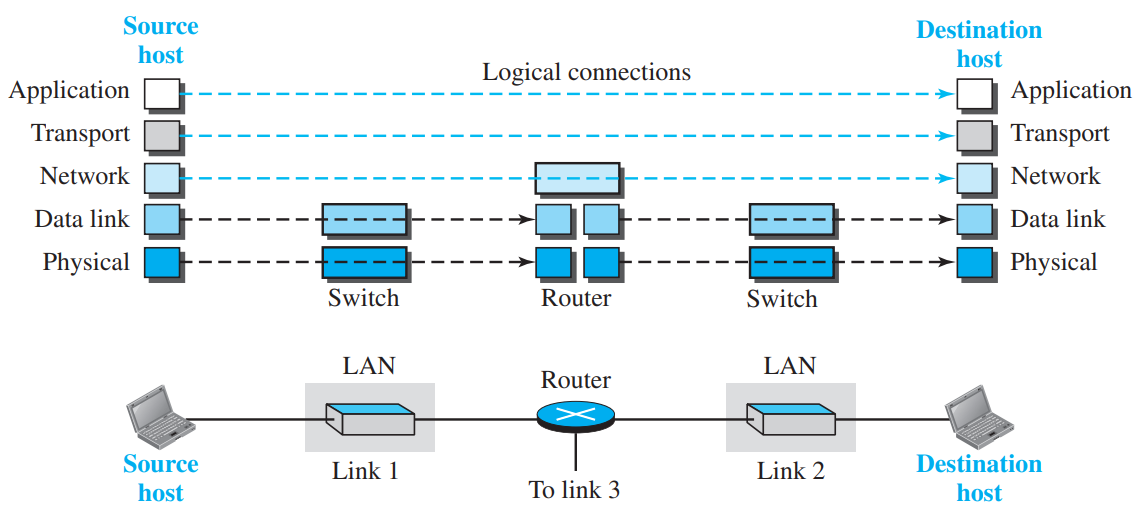 Source
host
Destination
host
Logical connections
Application
Application
Transport
Transport
Network
Network
Data link
Data link
Physical
Physical
Switch
Router
Switch
LAN
Router
LAN
Source
host
Link 1
To link 3
Link 2
Destination
host